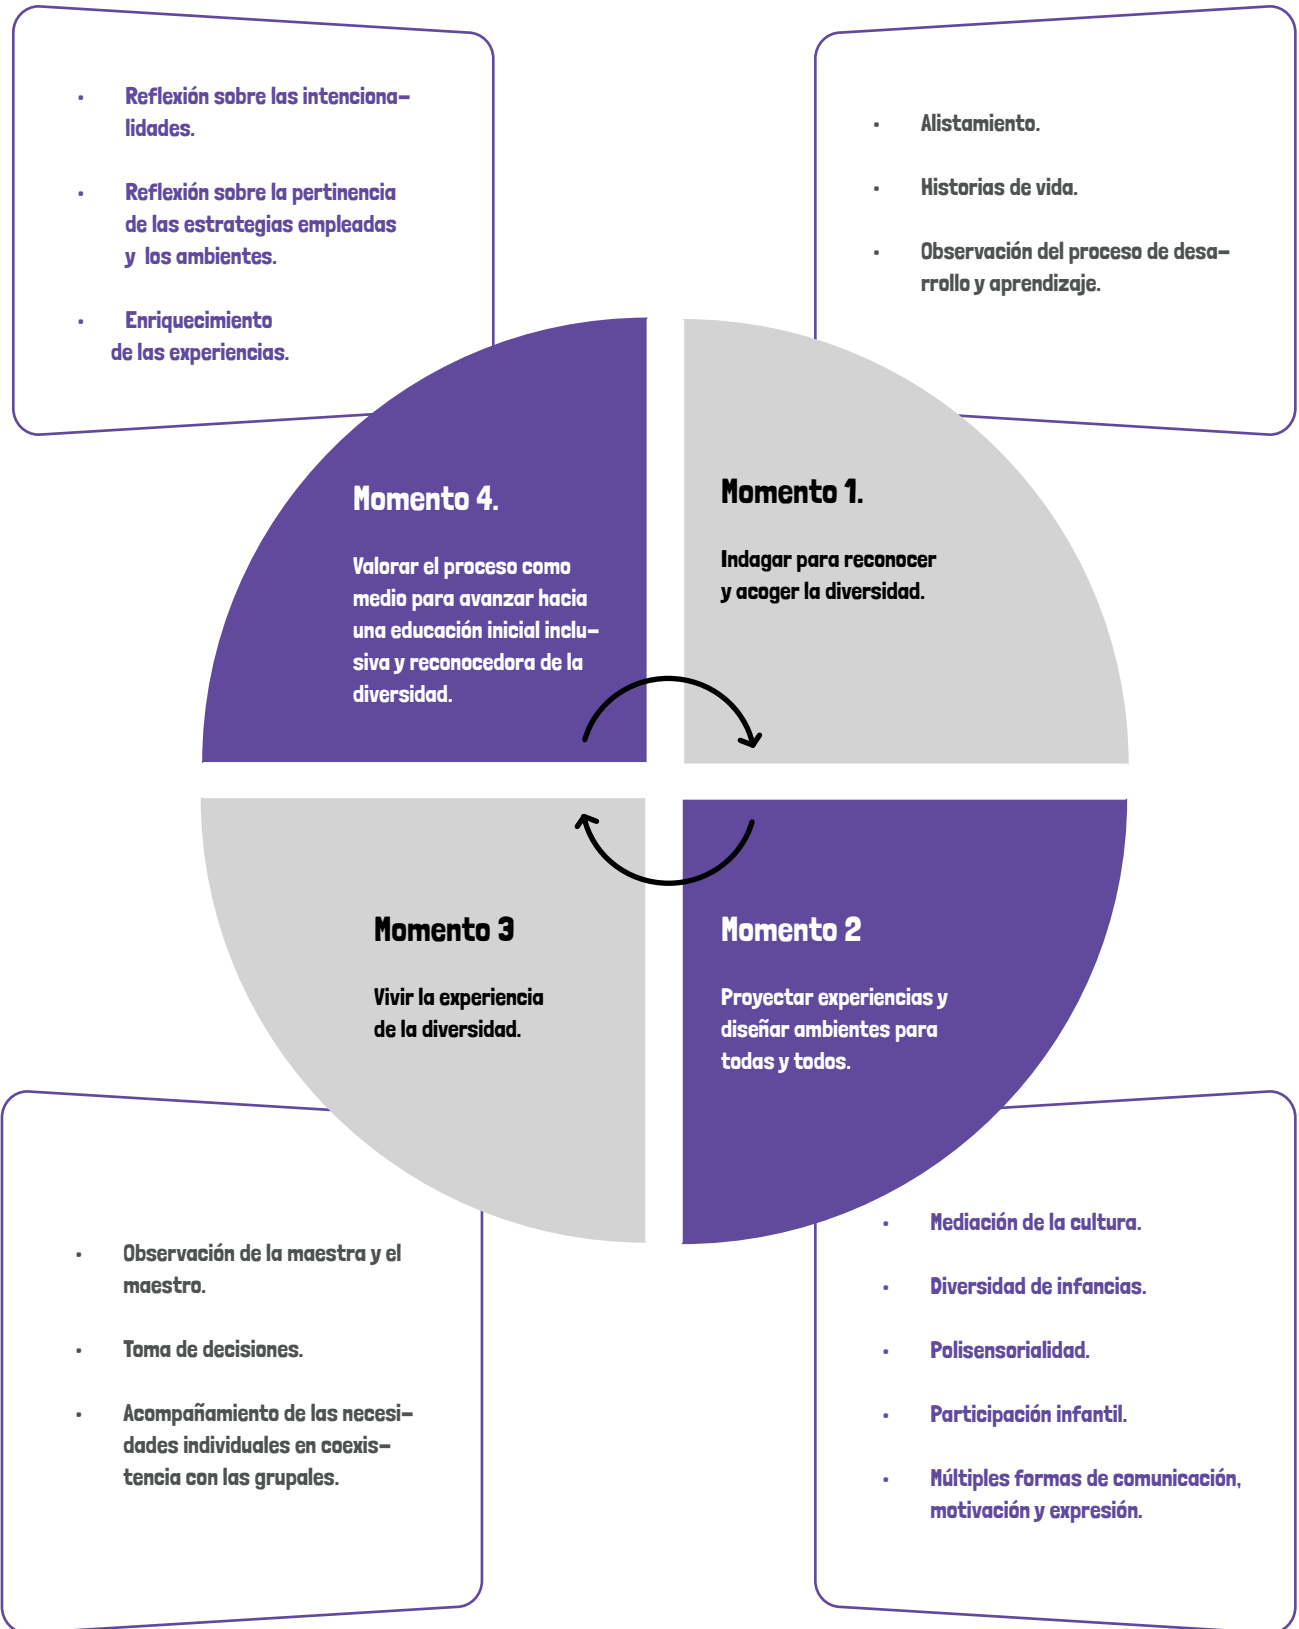 • Reflexión sobre las intenciona-
lidades.
• Reflexión sobre la pertinencia
de las estrategias empleadas
y los ambientes.
• Enriquecimiento
de las experiencias.
• Alistamiento.
• Historias de vida.
• Observación del proceso de desa-
rrollo y aprendizaje.
Momento 4.
Valorar el proceso como
medio para avanzar hacia
una educación inicial inclu-
siva y reconocedora de la
diversidad.
Momento 1.
Indagar para reconocer
y acoger la diversidad.
Momento 3
Vivir la experiencia
de la diversidad.
Momento 2
Proyectar experiencias y
diseñar ambientes para
todas y todos.
• Observación de la maestra y el
maestro.
• Toma de decisiones.
• Acompañamiento de las necesi-
dades individuales en coexis-
tencia con las grupales.
• Mediación de la cultura.
• Diversidad de infancias.
• Polisensorialidad.
• Participación infantil.
• Múltiples formas de comunicación,
motivación y expresión.